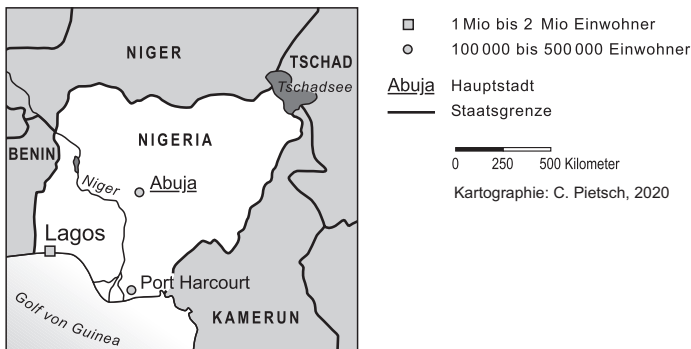 NIGER
TSCHAD
Tschadsee
NIGERIA
BENIN
Niger
Abuja
Lagos
Port Harcourt
Golf von Guinea
KAMERUN
1 Mio bis 2 Mio Einwohner
100 000 bis 500 000 Einwohner
Abuja Hauptstadt
Staatsgrenze
0 250 500 Kilometer
Kartographie: C. Pietsch, 2020